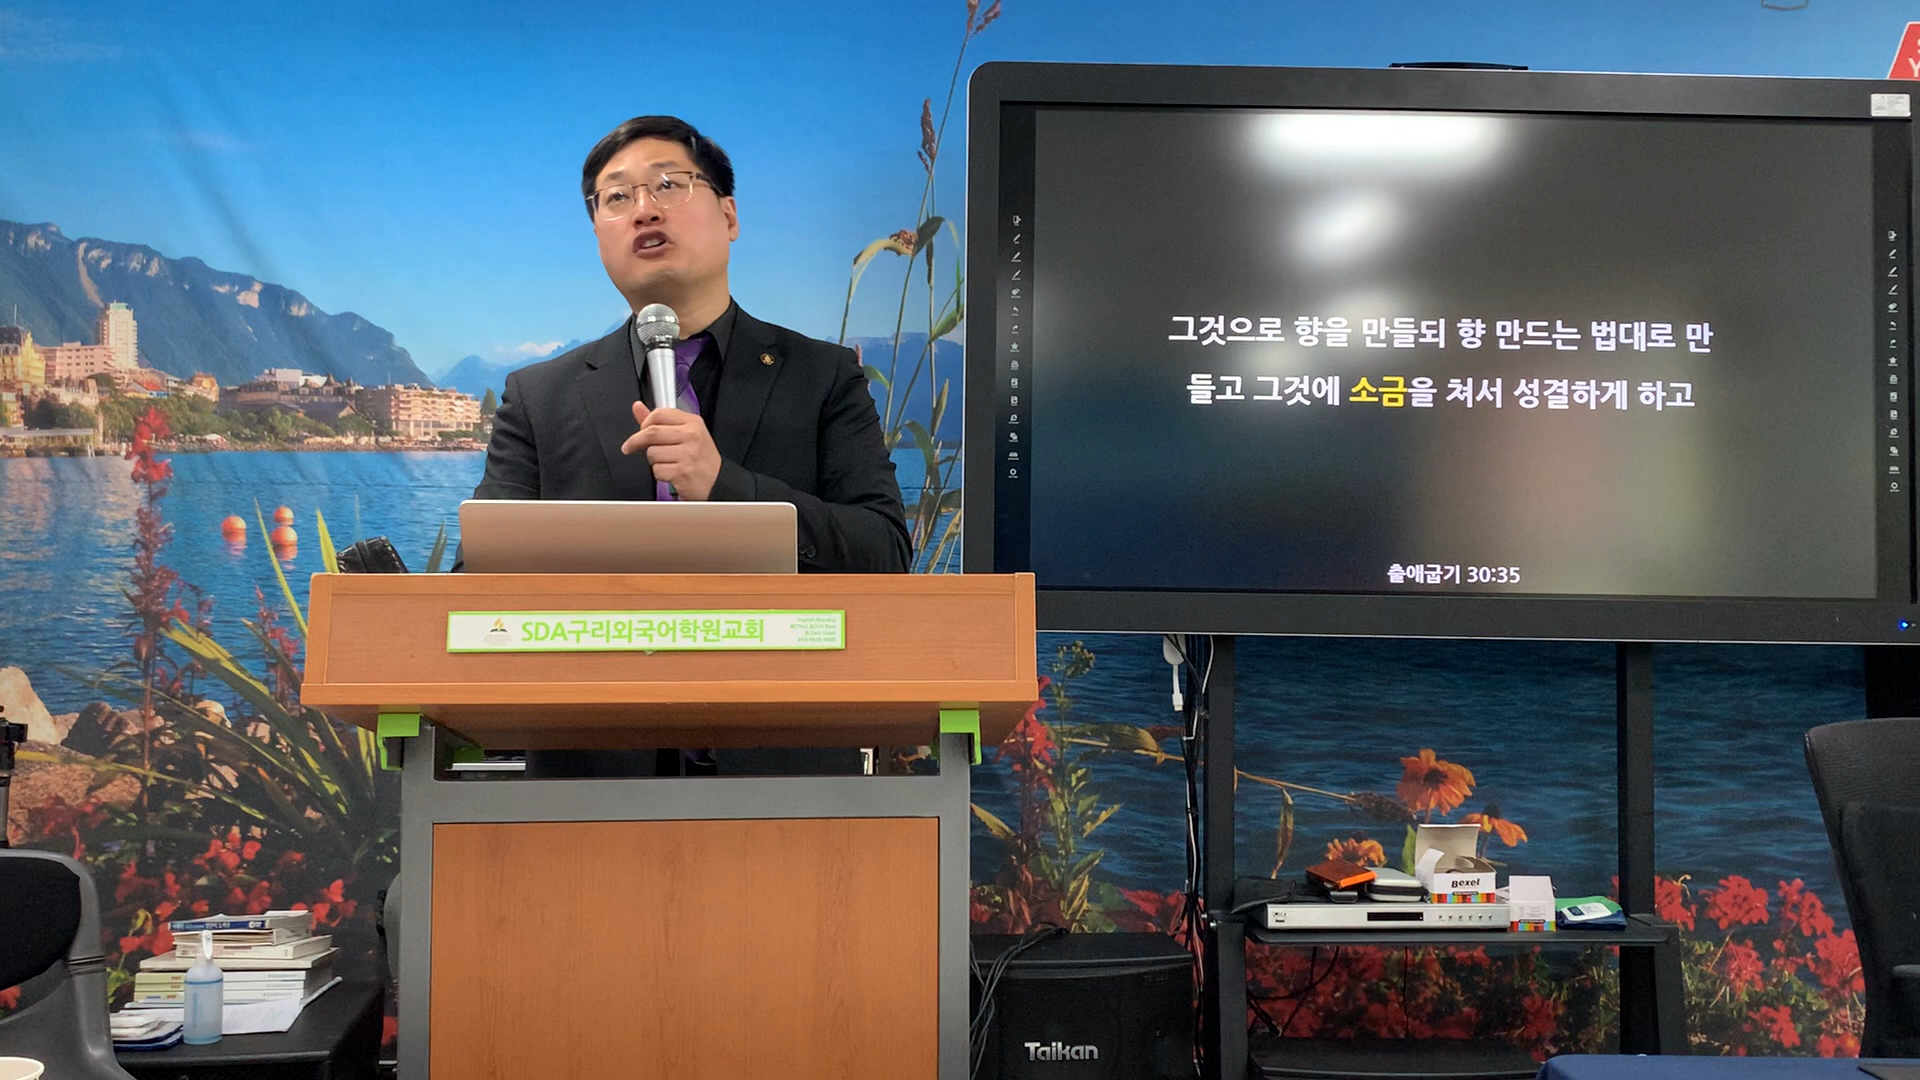 그것으로 향을 만들되 향 만드는 법대로 만
들고 그것에 소금을 쳐서 성결하게 하고
출애굽기 30:35
SDA구리외국어학원교회
English Worship
Bexel
Taikan